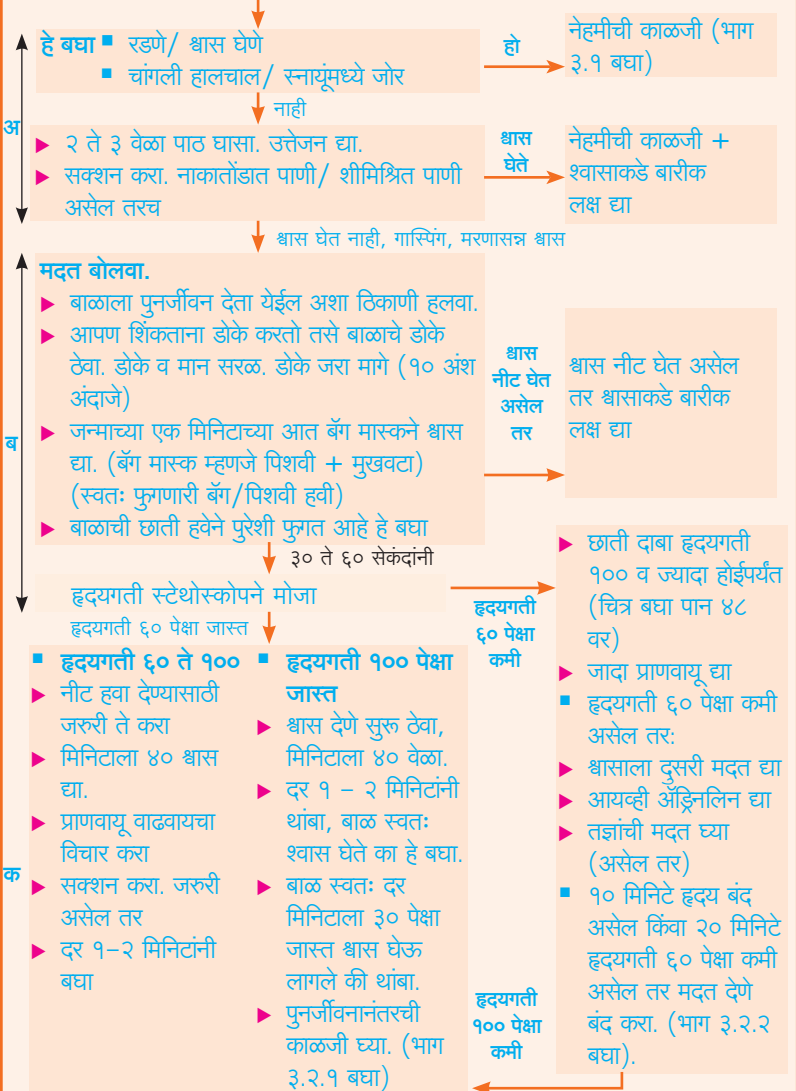 हे बघा ■ रडणे/ श्वास घेणे
■ चांगली हालचाल/ स्नायूंमध्ये जोर
हो
नेहमीची काळजी (भाग
३.१ बघा)
नाही
अ
▶ २ ते ३ वेळा पाठ घासा. उत्तेजन द्या.
▶ सक्शन करा. नाकातोंडात पाणी/ शीमिश्रित पाणी
असेल तरच
श्वास
घेते
नेहमीची काळजी +
श्वासाकडे बारीक
लक्ष द्या
श्वास घेत नाही, गास्पिंग, मरणासन्न श्वास
ब
मदत बोलवा.
▶ बाळाला पुनर्जीवन देता येईल अशा ठिकाणी हलवा.
▶ आपण शिंकताना डोके करतो तसे बाळाचे डोके
ठेवा. डोके व मान सरळ. डोके जरा मागे (१० अंश
अंदाजे)
▶ जन्माच्या एक मिनिटाच्या आत बॅग मास्कने श्वास
द्या. (बॅग मास्क म्हणजे पिशवी + मुखवटा)
(स्वतः फुगणारी बॅग/पिशवी हवी)
▶ बाळाची छाती हवेने पुरेशी फुगत आहे हे बघा
श्वास
नीट घेत
असेल
तर
श्वास नीट घेत असेल
तर श्वासाकडे बारीक
लक्ष द्या
३० ते ६० सेकंदांनी
हृदयगती स्टेथोस्कोपने मोजा
हृदयगती ६० पेक्षा जास्त
हृदयगती
६० पेक्षा
कमी
▶ छाती दाबा हृदयगती
१०० व ज्यादा होईपर्यंत
(चित्र बघा पान ४८
वर)
▶ जादा प्राणवायू द्या
■ हृदयगती ६० पेक्षा कमी
असेल तर:
▶ श्वासाला दुसरी मदत द्या
▶ आयव्ही ॲड्रिनलिन द्या
▶ तज्ञांची मदत घ्या
(असेल तर)
■ १० मिनिटे हृदय बंद
असेल किंवा २० मिनिटे
हृदयगती ६० पेक्षा कमी
असेल तर मदत देणे
बंद करा. (भाग ३.२.२
बघा).
क
■ हृदयगती ६० ते १००
▶ नीट हवा देण्यासाठी
जरुरी ते करा
▶ मिनिटाला ४० श्वास
द्या.
▶ प्राणवायू वाढवायचा
विचार करा
▶ सक्शन करा. जरुरी
असेल तर
▶ दर १–२ मिनिटांनी
बघा
■ हृदयगती १०० पेक्षा
जास्त
▶ श्वास देणे सुरू ठेवा,
मिनिटाला ४० वेळा.
▶ दर १ – २ मिनिटांनी
थांबा, बाळ स्वतः
श्वास घेते का हे बघा.
▶ बाळ स्वतः दर
मिनिटाला ३० पेक्षा
जास्त श्वास घेऊ
लागले की थांबा.
▶ पुनर्जीवनानंतरची
काळजी घ्या. (भाग
३.२.१ बघा)
हृदयगती
१०० पेक्षा
कमी